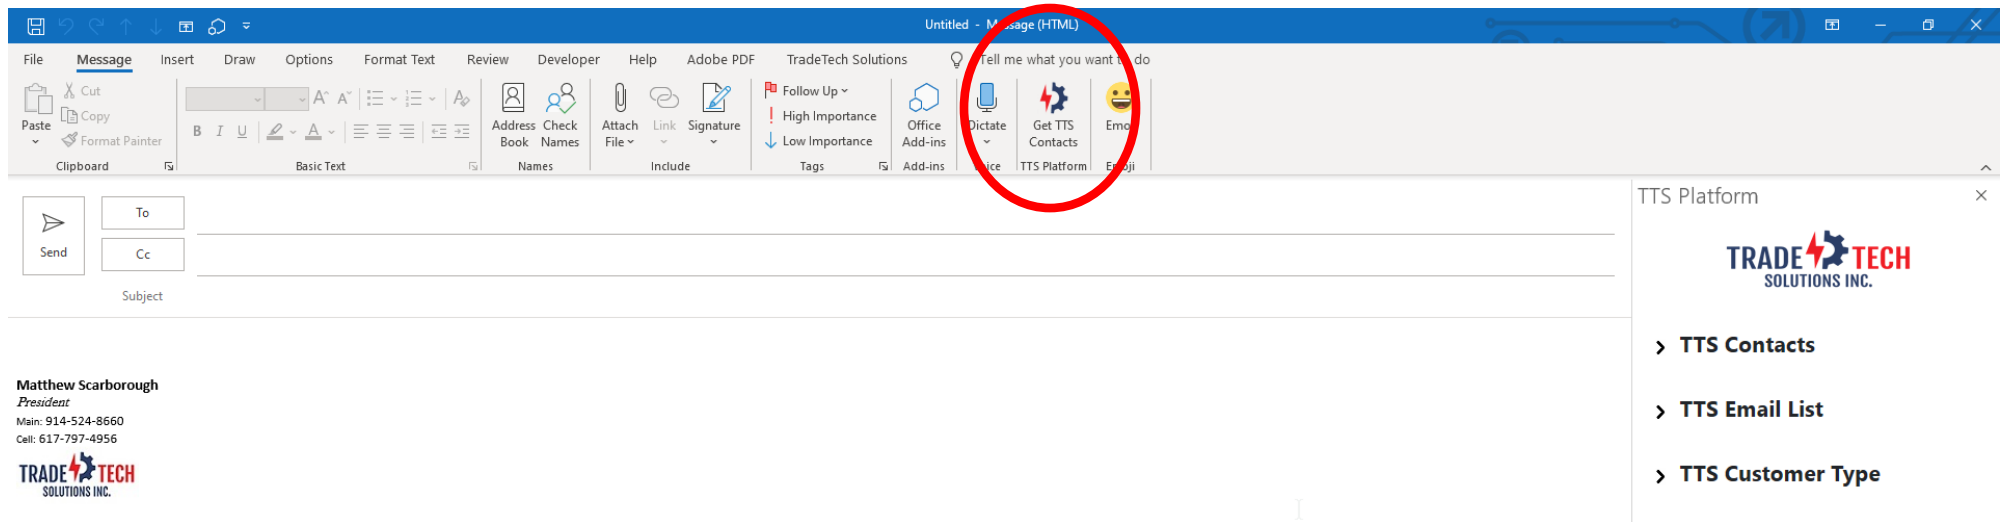 Untitled - Message (HTML)
File Message Insert Draw Options Format Text Review Developer Help Adobe PDF TradeTech Solutions Tell me what you want to do
Paste
Cut
Copy
Format Painter
Clipboard
B I U
Basic Text
Address Book
Check Names
Names
Attach File
Link
Signature
Include
Follow Up
High Importance
Low Importance
Tags
Office Add-ins
Add-ins
Dictate
Get TTS Contacts
TTS Platform
Emoji
Send
To
Cc
Subject
Matthew Scarborough
President
Main: 914-524-8660
Cell: 617-797-4956
TRADE TECH
SOLUTIONS INC.
TTS Platform
TRADE TECH
SOLUTIONS INC.
TTS Contacts
TTS Email List
TTS Customer Type